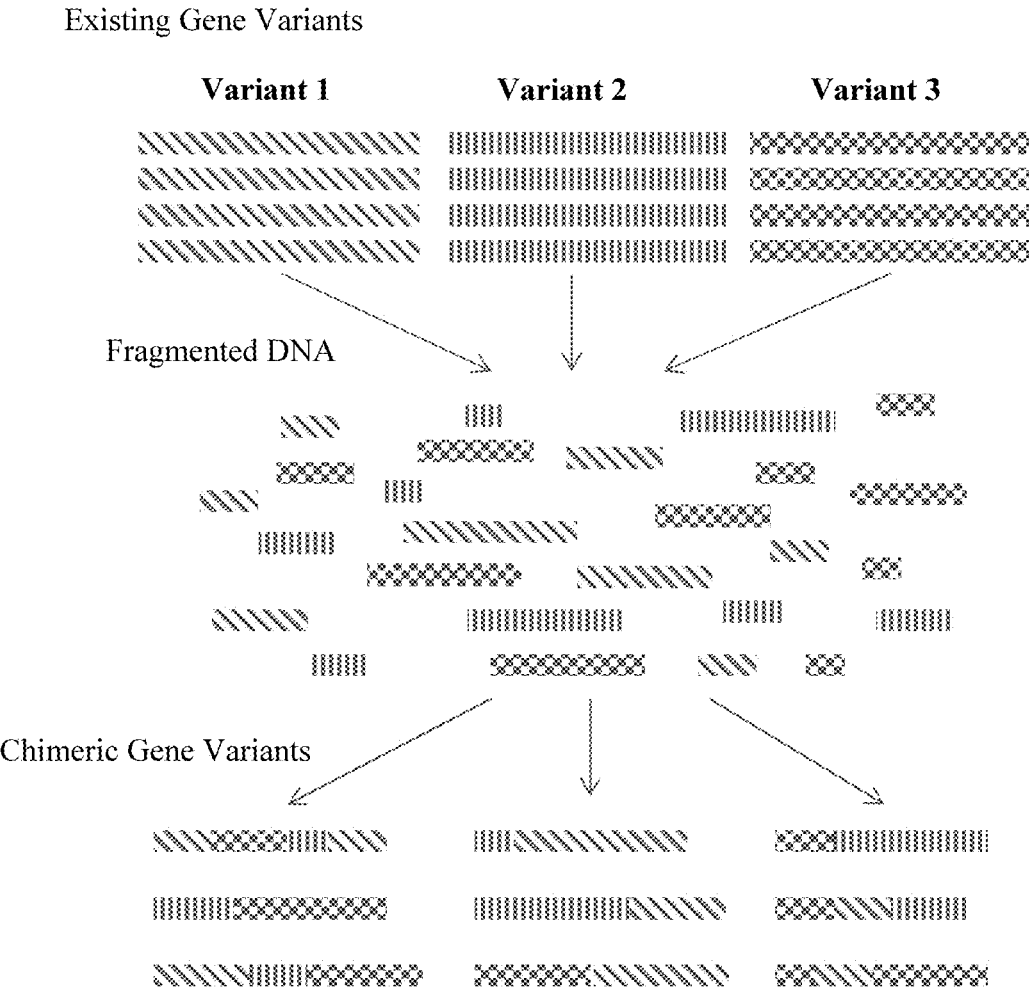 Existing Gene Variants
Variant 1 Variant 2 Variant 3
Fragmented DNA
Chimeric Gene Variants